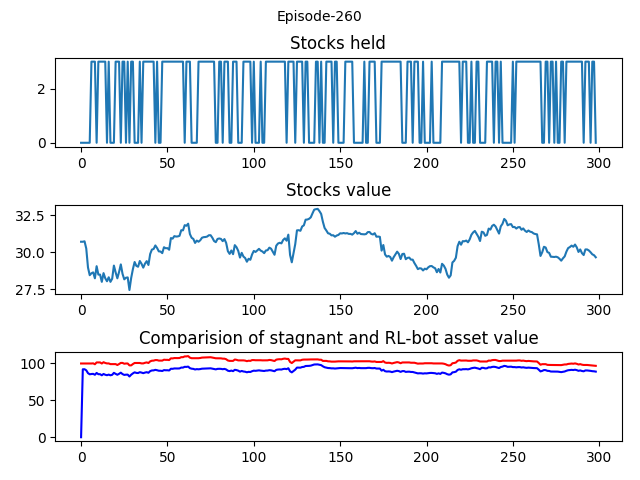 Episode-260
Stocks held
2
0
0 50 100 150 200 250 300
Stocks value
32.5
30.0
27.5
0 50 100 150 200 250 300
Comparision of stagnant and RL-bot asset value
100
50
0
0 50 100 150 200 250 300